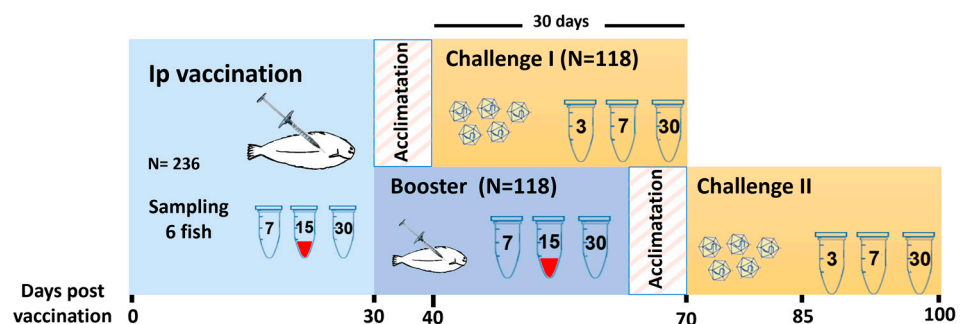 30 days
Ip vaccination
N= 236
Sampling
6 fish
7 15 30
Acclimatation
Challenge I (N=118)
3 7 30
Booster (N=118)
7 15 30
Acclimatation
Challenge II
3 7 30
Days post
vaccination
0 30 40 70 85 100